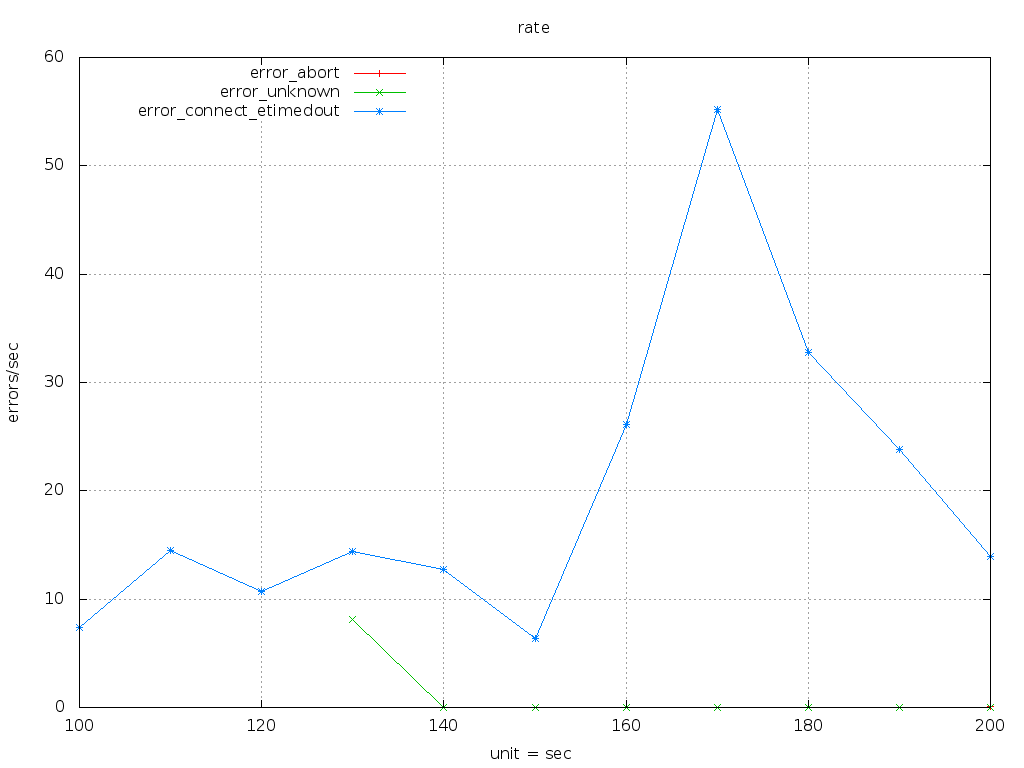 rate
60
error_abort
error_unknown
error_connect_etimedout
50
40
30
20
10
0
errors/sec
100 120 140 160 180 200
unit = sec